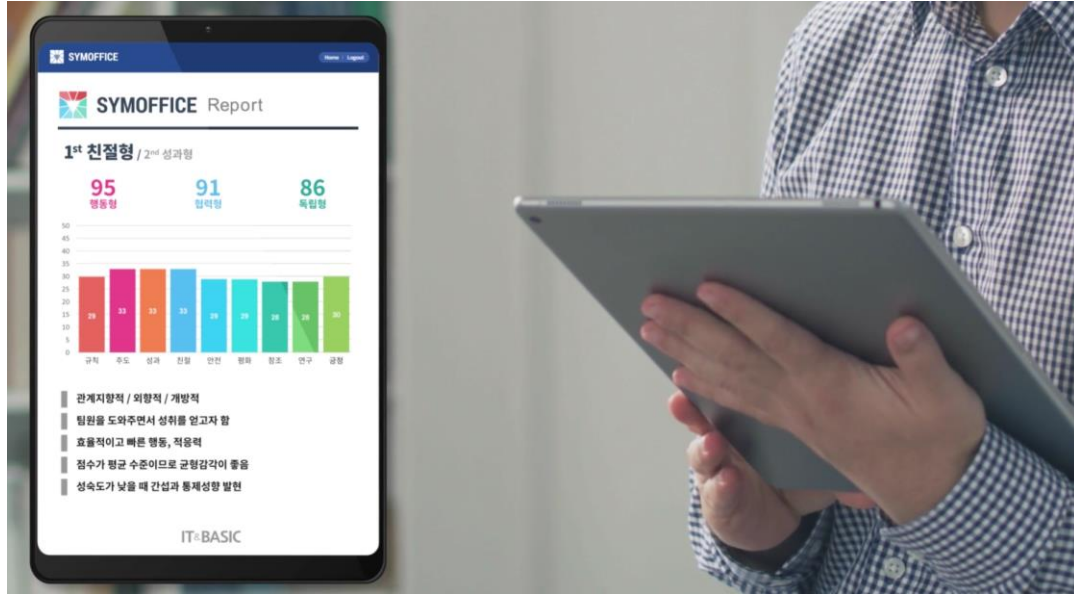 SYMOFFICE
Home Logout
SYMOFFICE Report
1st 친절형 / 2nd 성과형
95 91 86
행동형 협력형 독립형
50
45
40
35
30
25
20
15
10
5
0
29 33 33 33 29 29 28 28 30
규칙 주도 성과 친절 안전 평화 창조 연구 균형
관계지향적 / 외향적 / 개방적
팀원을 도와주면서 성취를 얻고자 함
효율적이고 빠른 행동, 적응력
점수가 평균 수준이므로 균형감각이 좋음
성숙도가 낮을 때 간섭과 통제성향 발현
IT&BASIC